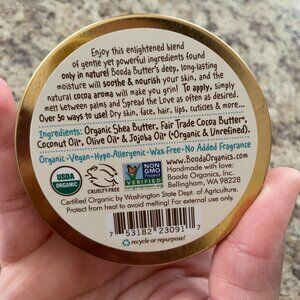 Enjoy this enlightened blend
of gentle yet powerful ingredients found
only in nature! Booda Butter's deep, long-
moisture will soothe & nourish your skin, and the
natural cocoa aroma will make you grin! To apply, simply
melt between palms and Spread the Love as often as desired.
Over 50 ways to use! Dry skin, face, hair, lips, cuticles & more...
Ingredients: Organic Shea Butter, Fair Trade Cocoa Butter*,
Coconut Oil*, Olive Oil* & Jojoba Oil* (*Organic & Unrefined).
Organic-Vegan-Hypo-Allergenic-Wax-Free-No Added Fragrance
USDA
ORGANIC
CRUELTY-FREE
NON
GMO
Project
VERIFIED
www.BoodaOrganics.com
Handmade with love:
Booda Organics, Inc.
Bellingham, WA 98228
Certified Organic by Washington State Dept. of Agriculture.
Protect from heat to avoid melting! For external use only.
7 53182 23091 7
recycle or repurpose!